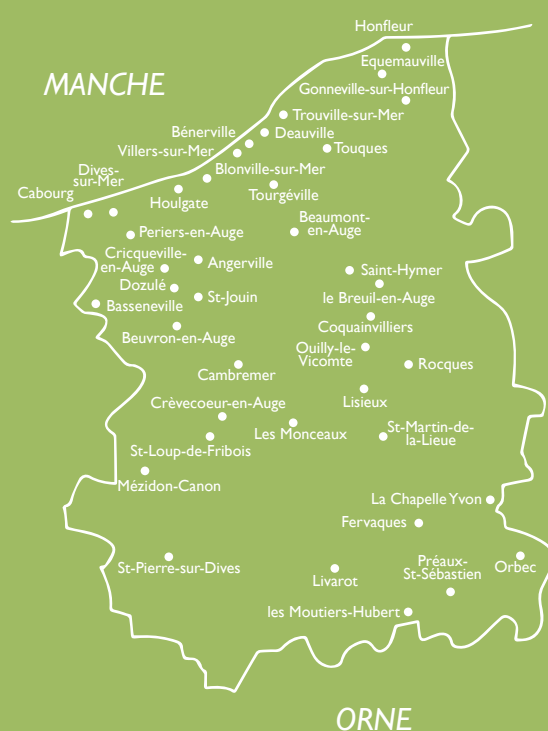 Honfleur
Equemauville
MANCHE
Gonneville-sur-Honfleur
Trouville-sur-Mer
Bénerville
Deauville
Villers-sur-Mer
Touques
Blonville-sur-Mer
Dives-
sur-Mer
Cabourg
Houlgate
Tourgéville
Beaumont-
en-Auge
Periers-en-Auge
Cricqueville-
en-Auge
Angerville
Saint-Hymer
Dozulé
St-Jouin
le Breuil-en-Auge
Basseneville
Coquainvilliers
Beuvron-en-Auge
Ouilly-le-
Vicomte
Rocques
Cambremer
Lisieux
Crèvecoeur-en-Auge
Les Monceaux
St-Martin-de-
la-Lieue
St-Loup-de-Fribois
Mézidon-Canon
La Chapelle Yvon
Fervaques
St-Pierre-sur-Dives
Préaux-
St-Sébastien
Orbec
Livarot
les Moutiers-Hubert
ORNE